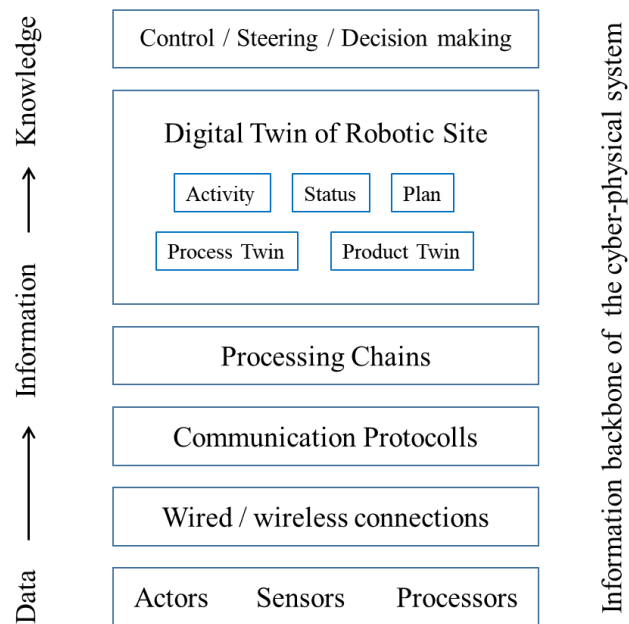 Control / Steering / Decision making
Digital Twin of Robotic Site
Activity
Status
Plan
Process Twin
Product Twin
Processing Chains
Communication Protocolls
Wired / wireless connections
Actors Sensors Processors
Knowledge
Information
Data
Information backbone of the cyber-physical system